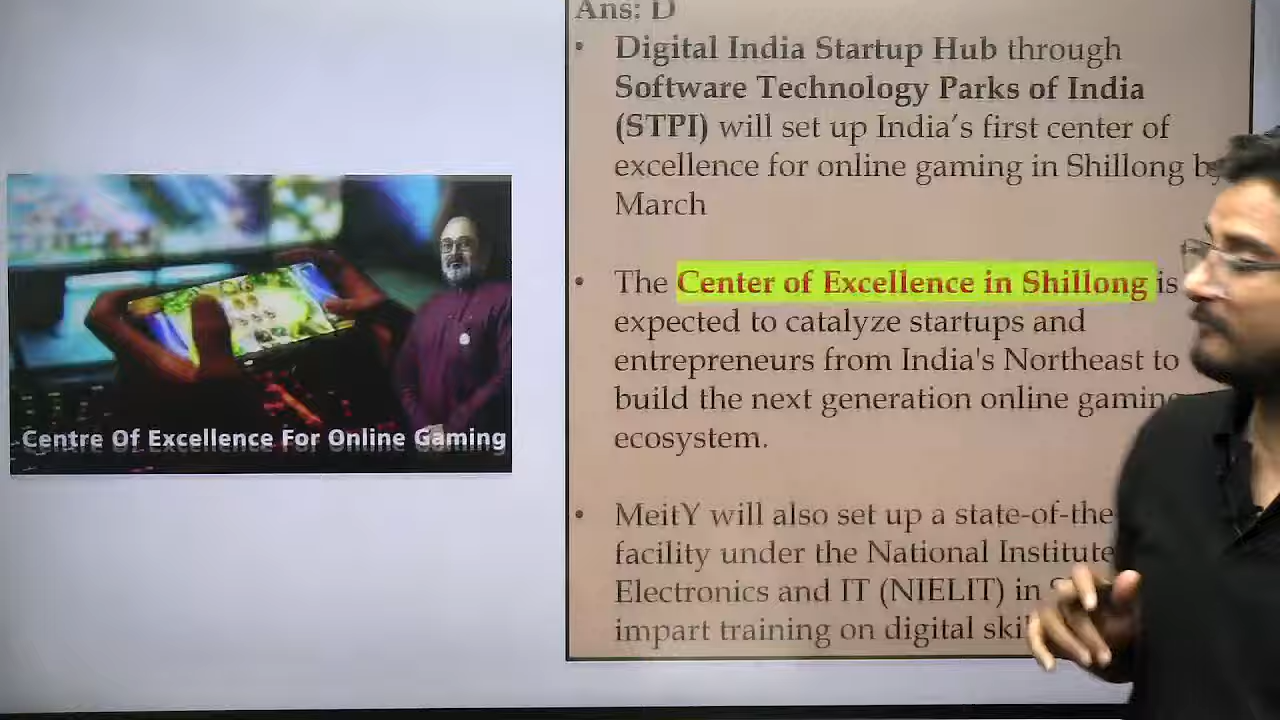 Ans: D
• Digital India Startup Hub through
Software Technology Parks of India
(STPI) will set up India’s first center of
excellence for online gaming in Shillong by
March
• The Center of Excellence in Shillong is
expected to catalyze startups and
entrepreneurs from India's Northeast to
build the next generation online gaming
ecosystem.
• MeitY will also set up a state-of-the
facility under the National Institute
Electronics and IT (NIELIT) in
impart training on digital
Centre Of Excellence For Online Gaming